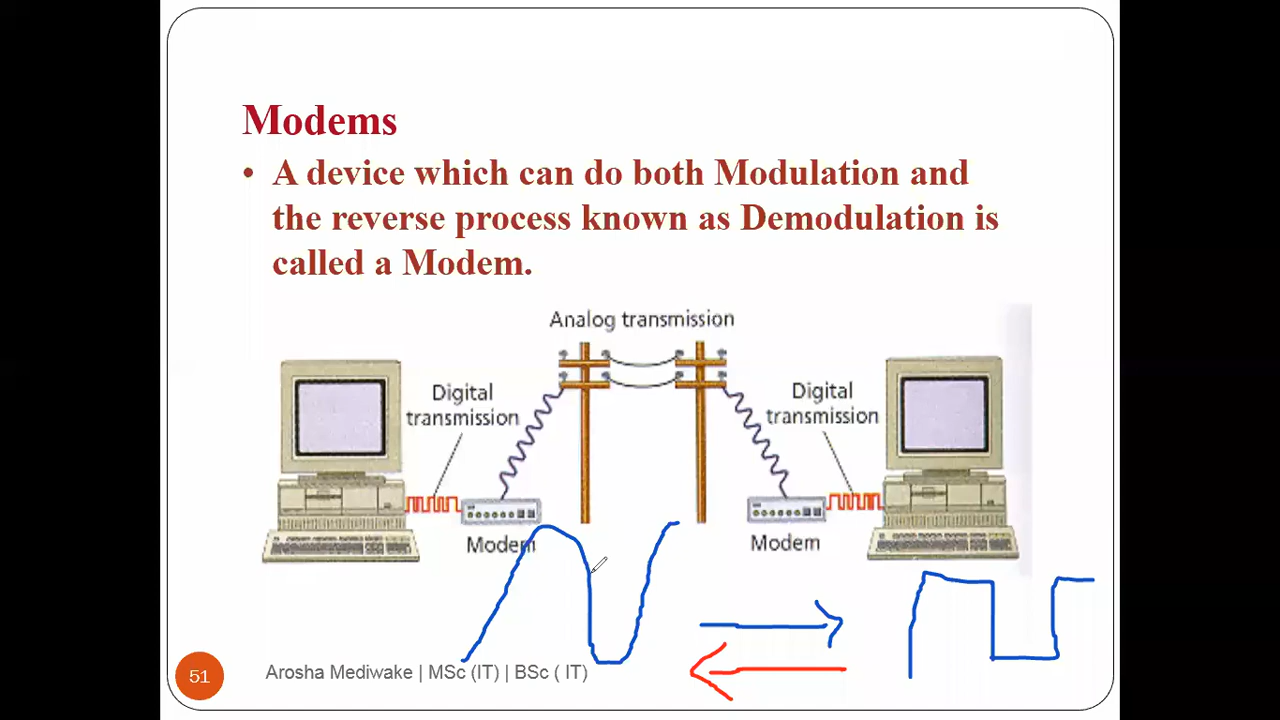 Modems
• A device which can do both Modulation and
the reverse process known as Demodulation is
called a Modem.
Analog transmission
Digital
transmission
Digital
transmission
Modem
Modem
51
Arosha Mediwake | MSc (IT) | BSc ( IT)